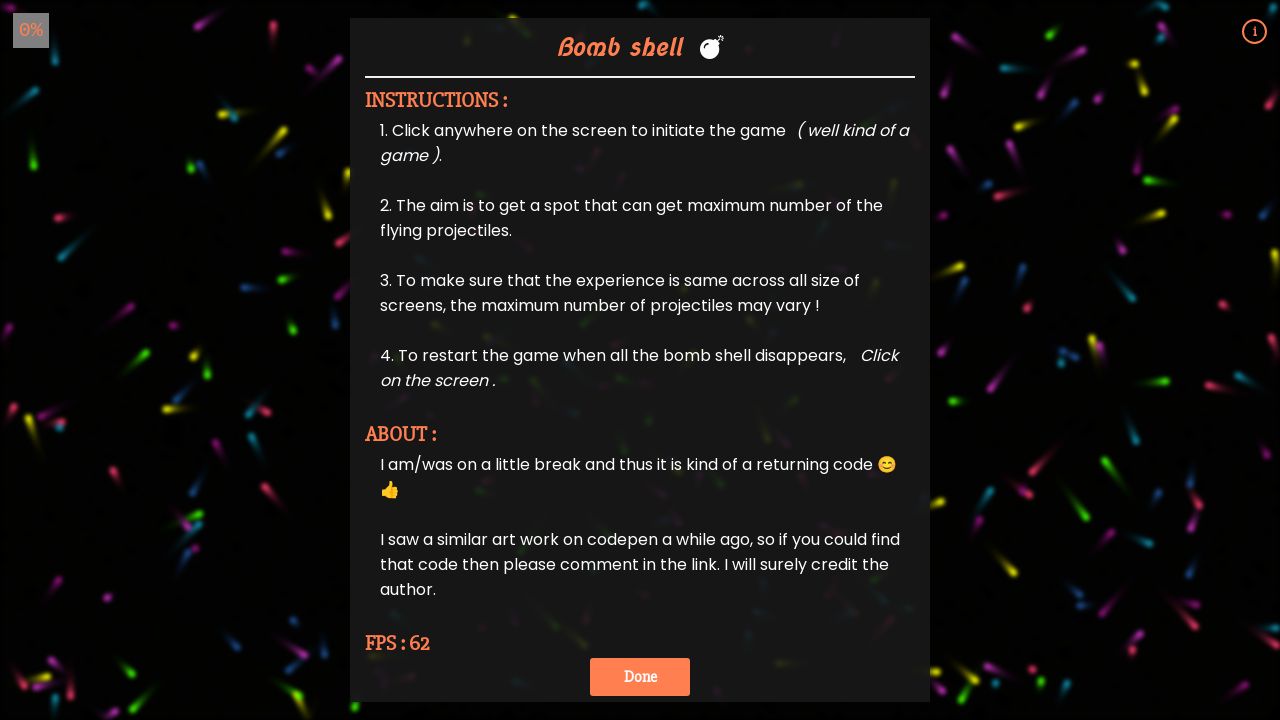 0%
i
Bomb shell 💣
INSTRUCTIONS :
1. Click anywhere on the screen to initiate the game ( well kind of a
game ).
2. The aim is to get a spot that can get maximum number of the
flying projectiles.
3. To make sure that the experience is same across all size of
screens, the maximum number of projectiles may vary !
4. To restart the game when all the bomb shell disappears, Click
on the screen .
ABOUT :
I am/was on a little break and thus it is kind of a returning code 😊
👍
I saw a similar art work on codepen a while ago, so if you could find
that code then please comment in the link. I will surely credit the
author.
FPS : 62
Done